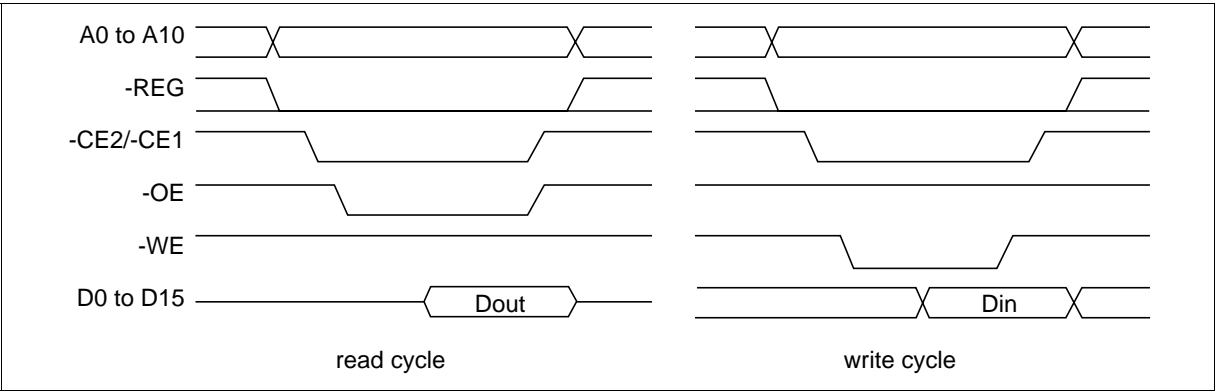 A0 to A10
-REG
-CE2/-CE1
-OE
-WE
D0 to D15
Dout
Din
read cycle
write cycle